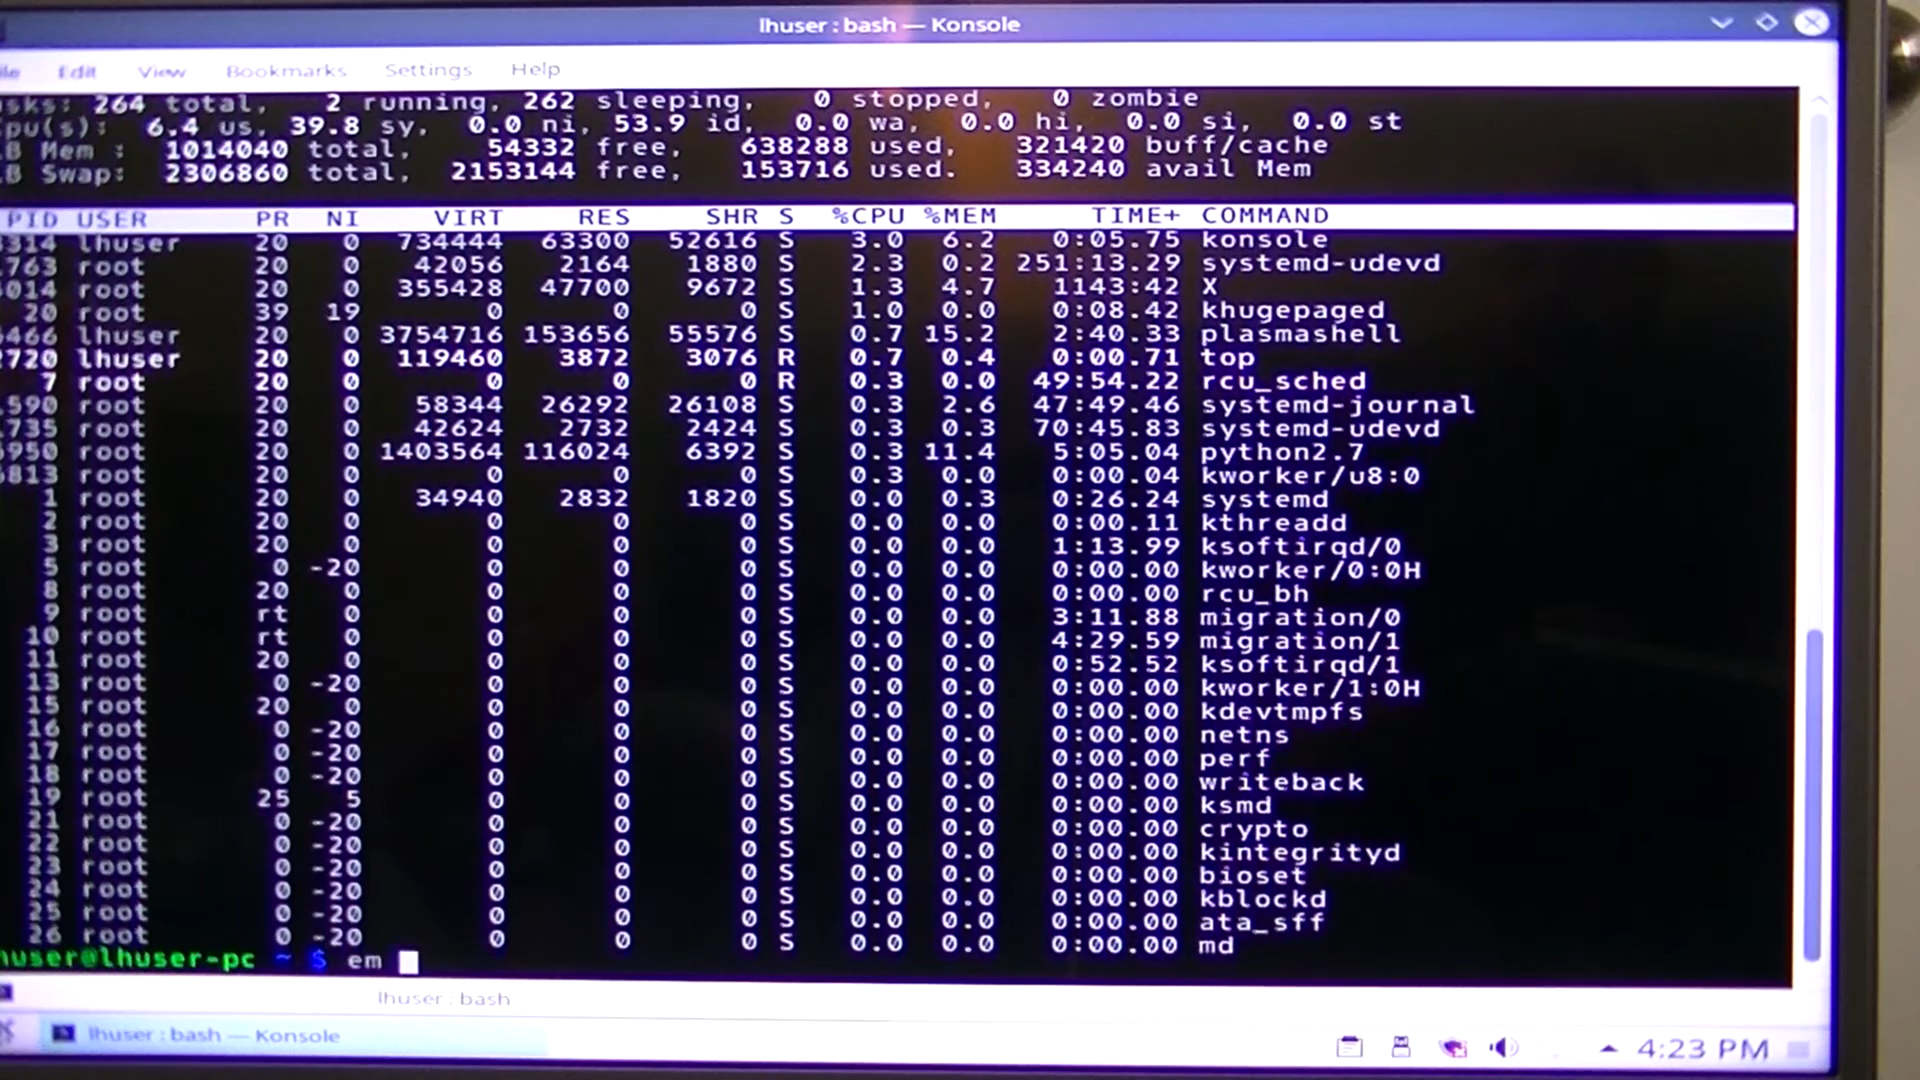 lhuser : bash — Konsole
Edit View Bookmarks Settings Help
sks: 264 total, 2 running, 262 sleeping, 0 stopped, 0 zombie
pu(s): 6.4 us, 39.8 sy, 0.0 ni, 53.9 id, 0.0 wa, 0.0 hi, 0.0 si, 0.0 st
B Mem : 1014040 total, 54332 free, 638288 used, 321420 buff/cache
B Swap: 2306860 total, 2153144 free, 153716 used. 334240 avail Mem
PID USER PR NI VIRT RES SHR S %CPU %MEM TIME+ COMMAND
314 lhuser 20 0 734444 63300 52616 S 3.0 6.2 0:05.75 konsole
763 root 20 0 42056 2164 1880 S 2.3 0.2 251:13.29 systemd-udevd
014 root 20 0 355428 47700 9672 S 1.3 4.7 1143:42 X
20 root 39 19 0 0 0 S 1.0 0.0 0:08.42 khugepaged
466 lhuser 20 0 3754716 153656 55576 S 0.7 15.2 2:40.33 plasmashell
2720 lhuser 20 0 119460 3872 3076 R 0.7 0.4 0:00.71 top
7 root 20 0 0 0 0 R 0.3 0.0 49:54.22 rcu_sched
590 root 20 0 58344 26292 26108 S 0.3 2.6 47:49.46 systemd-journal
735 root 20 0 42624 2732 2424 S 0.3 0.3 70:45.83 systemd-udevd
950 root 20 0 1403564 116024 6392 S 0.3 11.4 5:05.04 python2.7
813 root 20 0 0 0 0 S 0.3 0.0 0:00.04 kworker/u8:0
1 root 20 0 34940 2832 1820 S 0.0 0.3 0:26.24 systemd
2 root 20 0 0 0 0 S 0.0 0.0 0:00.11 kthreadd
3 root 20 0 0 0 0 S 0.0 0.0 1:13.99 ksoftirqd/0
5 root 0 -20 0 0 0 S 0.0 0.0 0:00.00 kworker/0:0H
8 root 20 0 0 0 0 S 0.0 0.0 0:00.00 rcu_bh
9 root rt 0 0 0 0 S 0.0 0.0 3:11.88 migration/0
10 root rt 0 0 0 0 S 0.0 0.0 4:29.59 migration/1
11 root 20 0 0 0 0 S 0.0 0.0 0:52.52 ksoftirqd/1
13 root 0 -20 0 0 0 S 0.0 0.0 0:00.00 kworker/1:0H
15 root 20 0 0 0 0 S 0.0 0.0 0:00.00 kdevtmpfs
16 root 0 -20 0 0 0 S 0.0 0.0 0:00.00 netns
17 root 0 -20 0 0 0 S 0.0 0.0 0:00.00 perf
18 root 0 -20 0 0 0 S 0.0 0.0 0:00.00 writeback
19 root 25 5 0 0 0 S 0.0 0.0 0:00.00 ksmd
21 root 0 -20 0 0 0 S 0.0 0.0 0:00.00 crypto
22 root 0 -20 0 0 0 S 0.0 0.0 0:00.00 kintegrityd
23 root 0 -20 0 0 0 S 0.0 0.0 0:00.00 bioset
24 root 0 -20 0 0 0 S 0.0 0.0 0:00.00 kblockd
25 root 0 -20 0 0 0 S 0.0 0.0 0:00.00 ata_sff
26 root 0 -20 0 0 0 S 0.0 0.0 0:00.00 md
huser@lhuser-pc ~ $ em
lhuser : bash
lhuser : bash — Konsole
4:23 PM